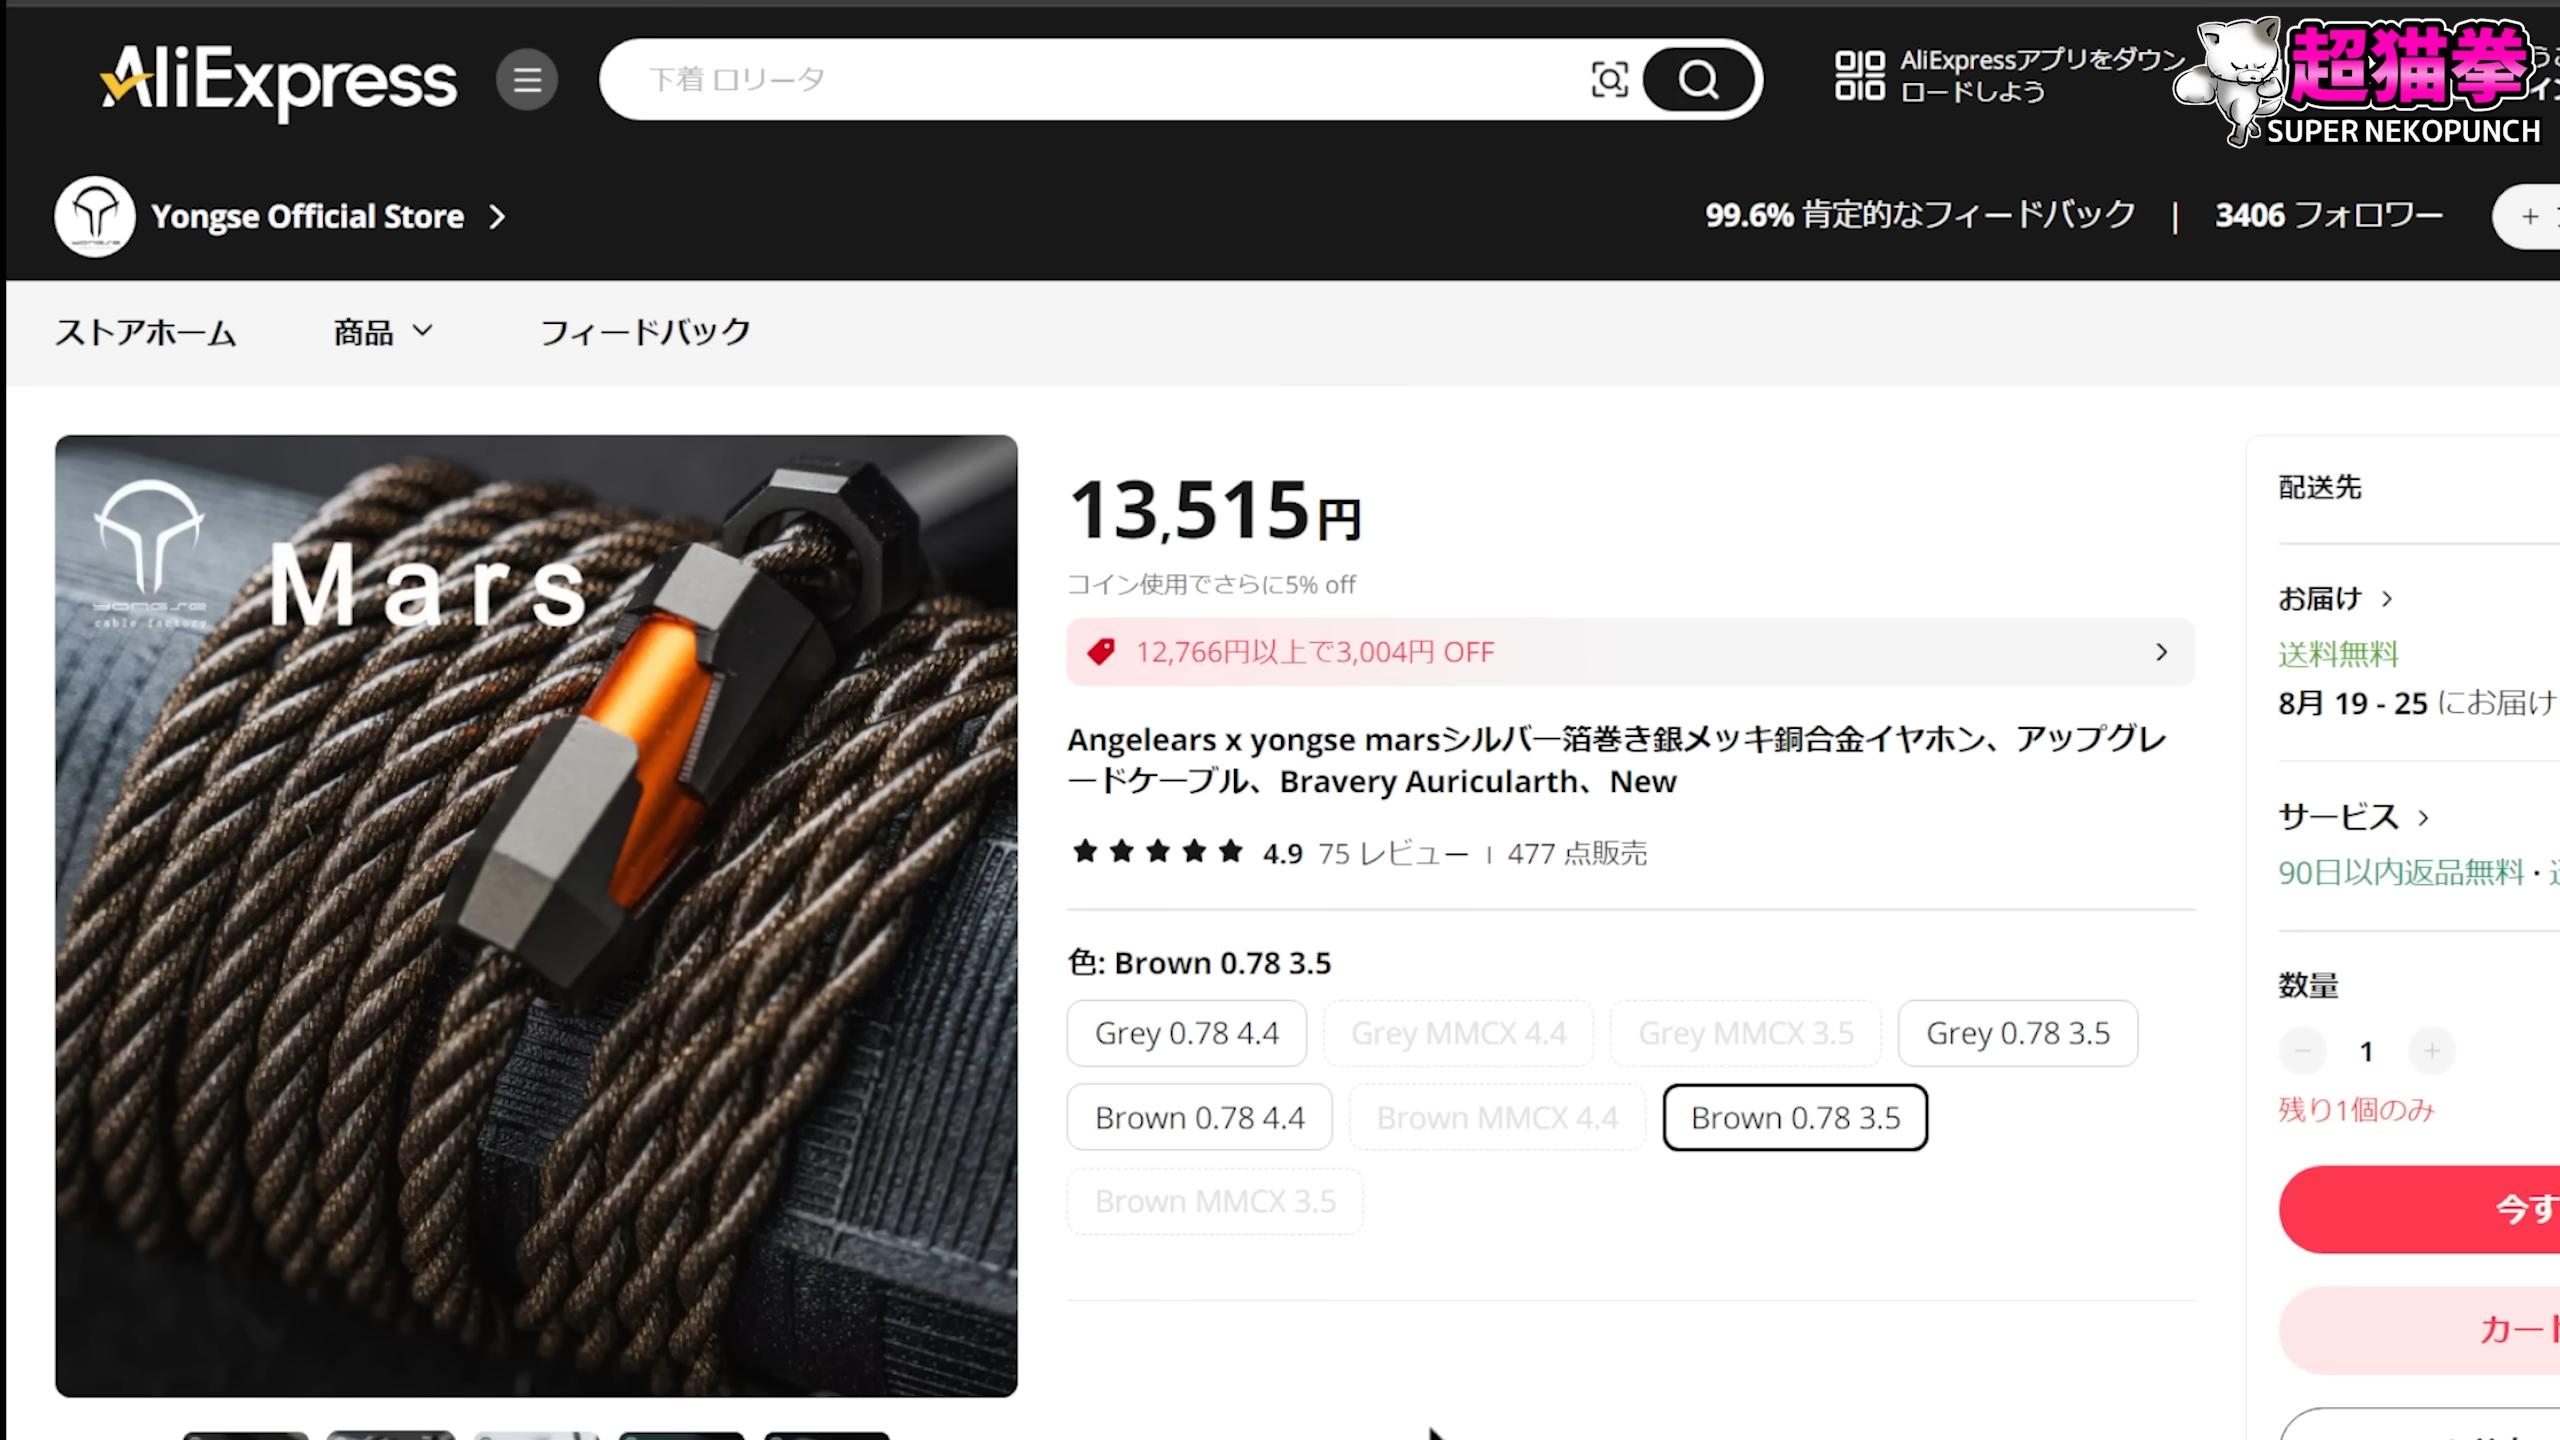 AliExpress
下着 ロリータ
AliExpressアプリをダウン
ロードしよう
超猫拳
SUPER NEKOPUNCH
Yongse Official Store
99.6% 肯定的なフィードバック | 3406 フォロワー
+
ストアホーム 商品 フィードバック
yongse
cable factory
Mars
13,515円
コイン使用でさらに5% off
12,766円以上で3,004円 OFF
Angelears x yongse marsシルバー箔巻き銀メッキ銅合金イヤホン、アップグレ
ードケーブル、Bravery Auricularth、New
4.9 75 レビュー | 477 点販売
色: Brown 0.78 3.5
Grey 0.78 4.4 Grey MMCX 4.4 Grey MMCX 3.5 Grey 0.78 3.5
Brown 0.78 4.4 Brown MMCX 4.4 Brown 0.78 3.5
Brown MMCX 3.5
配送先
お届け
送料無料
8月 19 - 25 にお届け
サービス
90日以内返品無料 ·
数量
− 1 +
残り1個のみ
今す
カート